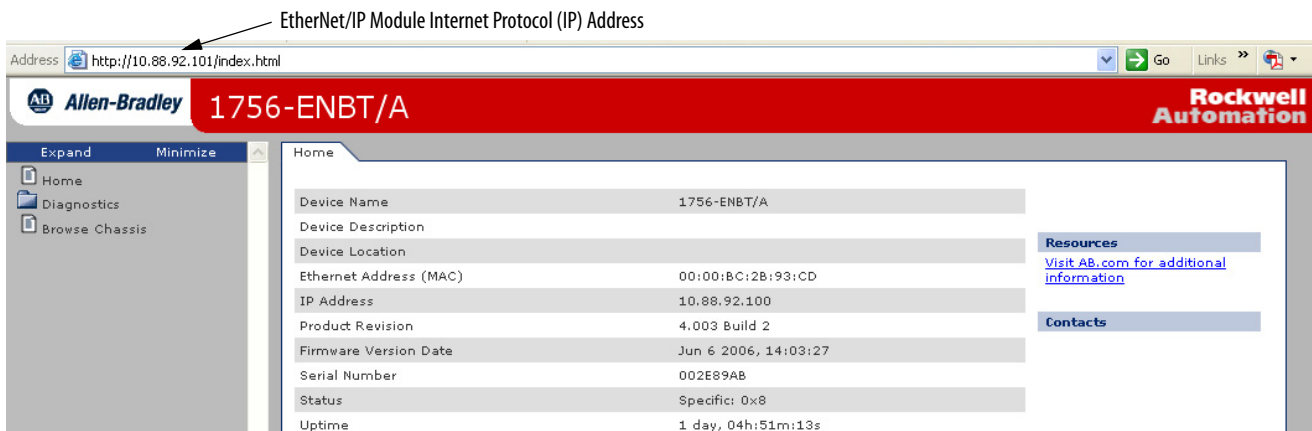 EtherNet/IP Module Internet Protocol (IP) Address
Address http://10.88.92.101/index.html Go Links »
AB Allen-Bradley 1756-ENBT/A Rockwell Automation
Expand Minimize
Home
Diagnostics
Browse Chassis
Home
Device Name 1756-ENBT/A
Device Description
Device Location
Ethernet Address (MAC) 00:00:BC:2B:93:CD
IP Address 10.88.92.100
Product Revision 4.003 Build 2
Firmware Version Date Jun 6 2006, 14:03:27
Serial Number 002E89AB
Status Specific: 0x8
Uptime 1 day, 04h:51m:13s
Resources
Visit AB.com for additional
information
Contacts